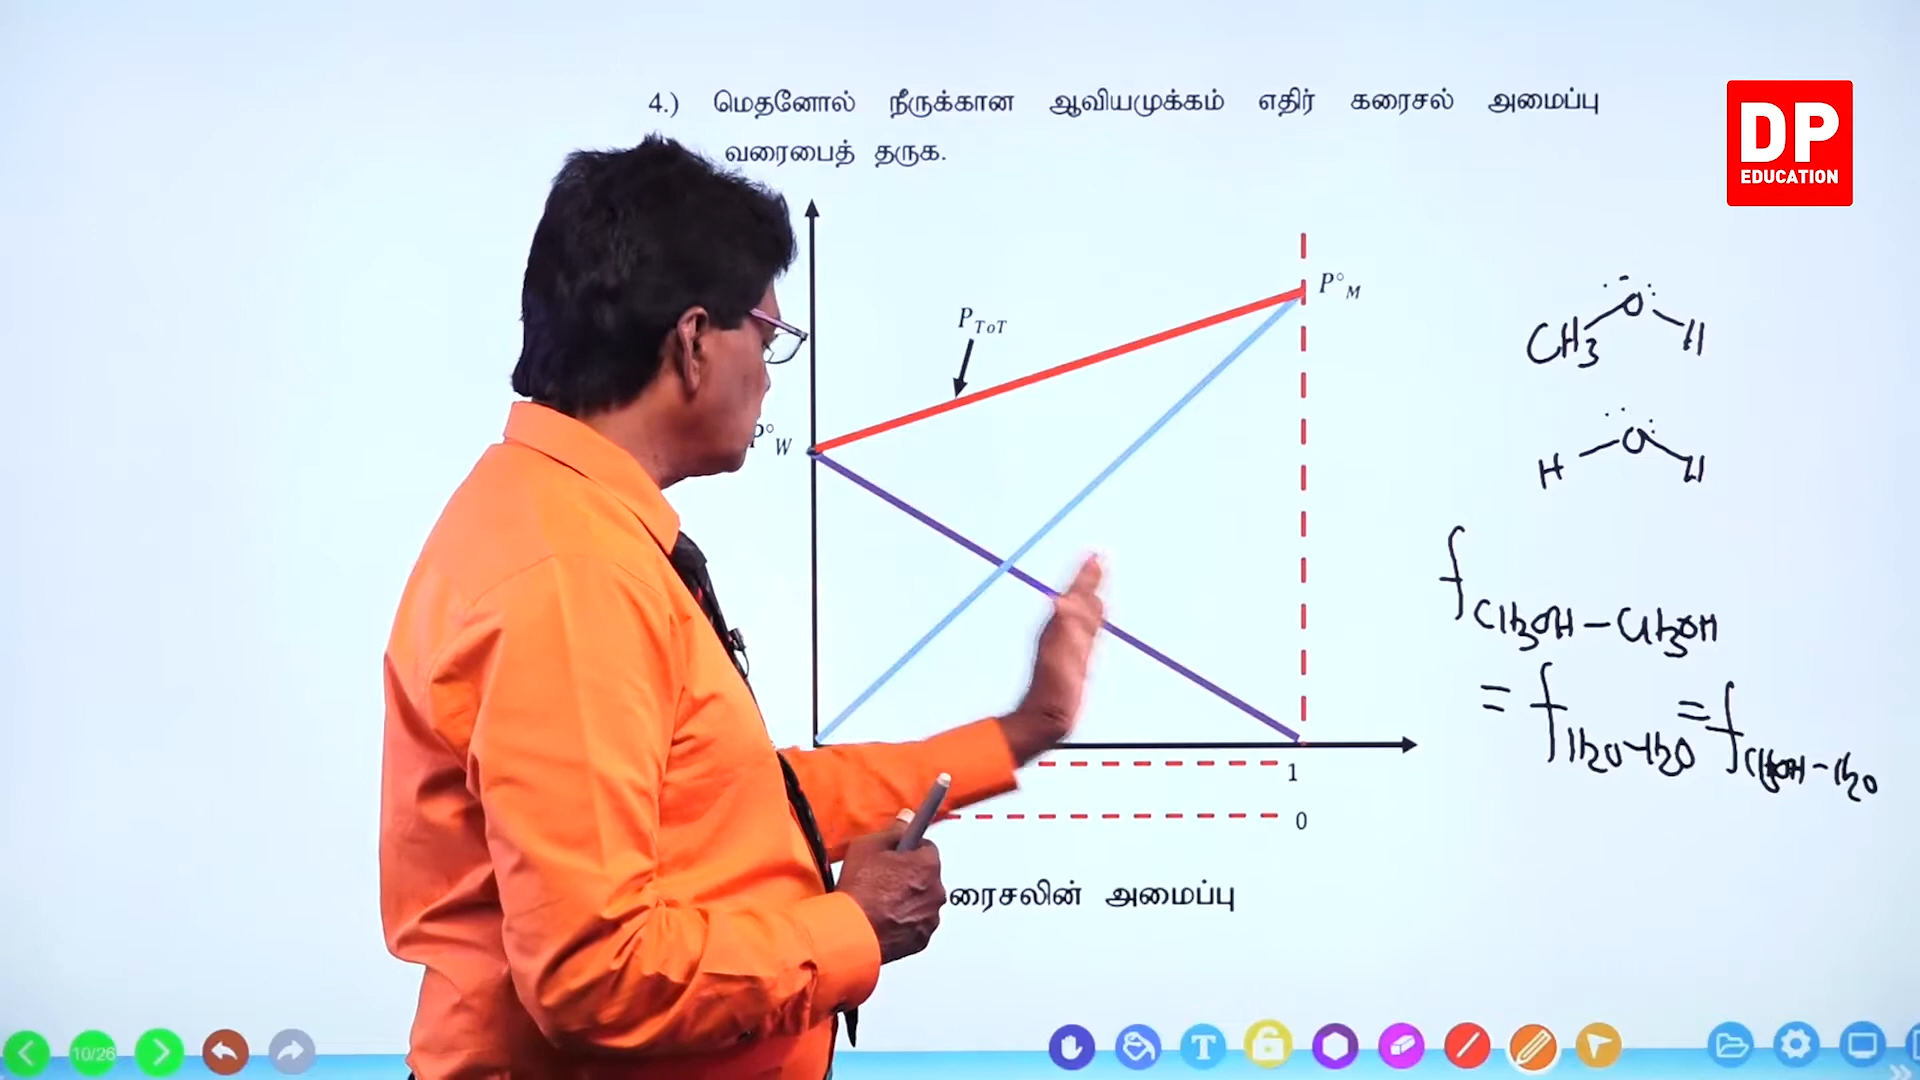 4.) மெதனோல் நீருக்கான ஆவியமுக்கம் எதிர் கரைசல் அமைப்பு
வரைபைத் தருக.
DP
EDUCATION
P°M
PToT
P°W
CH3 O H
H O H
f CH3OH – CH3OH
= f H2O–H2O = f CH3OH – H2O
1
0
அமைப்பு
10/26
T